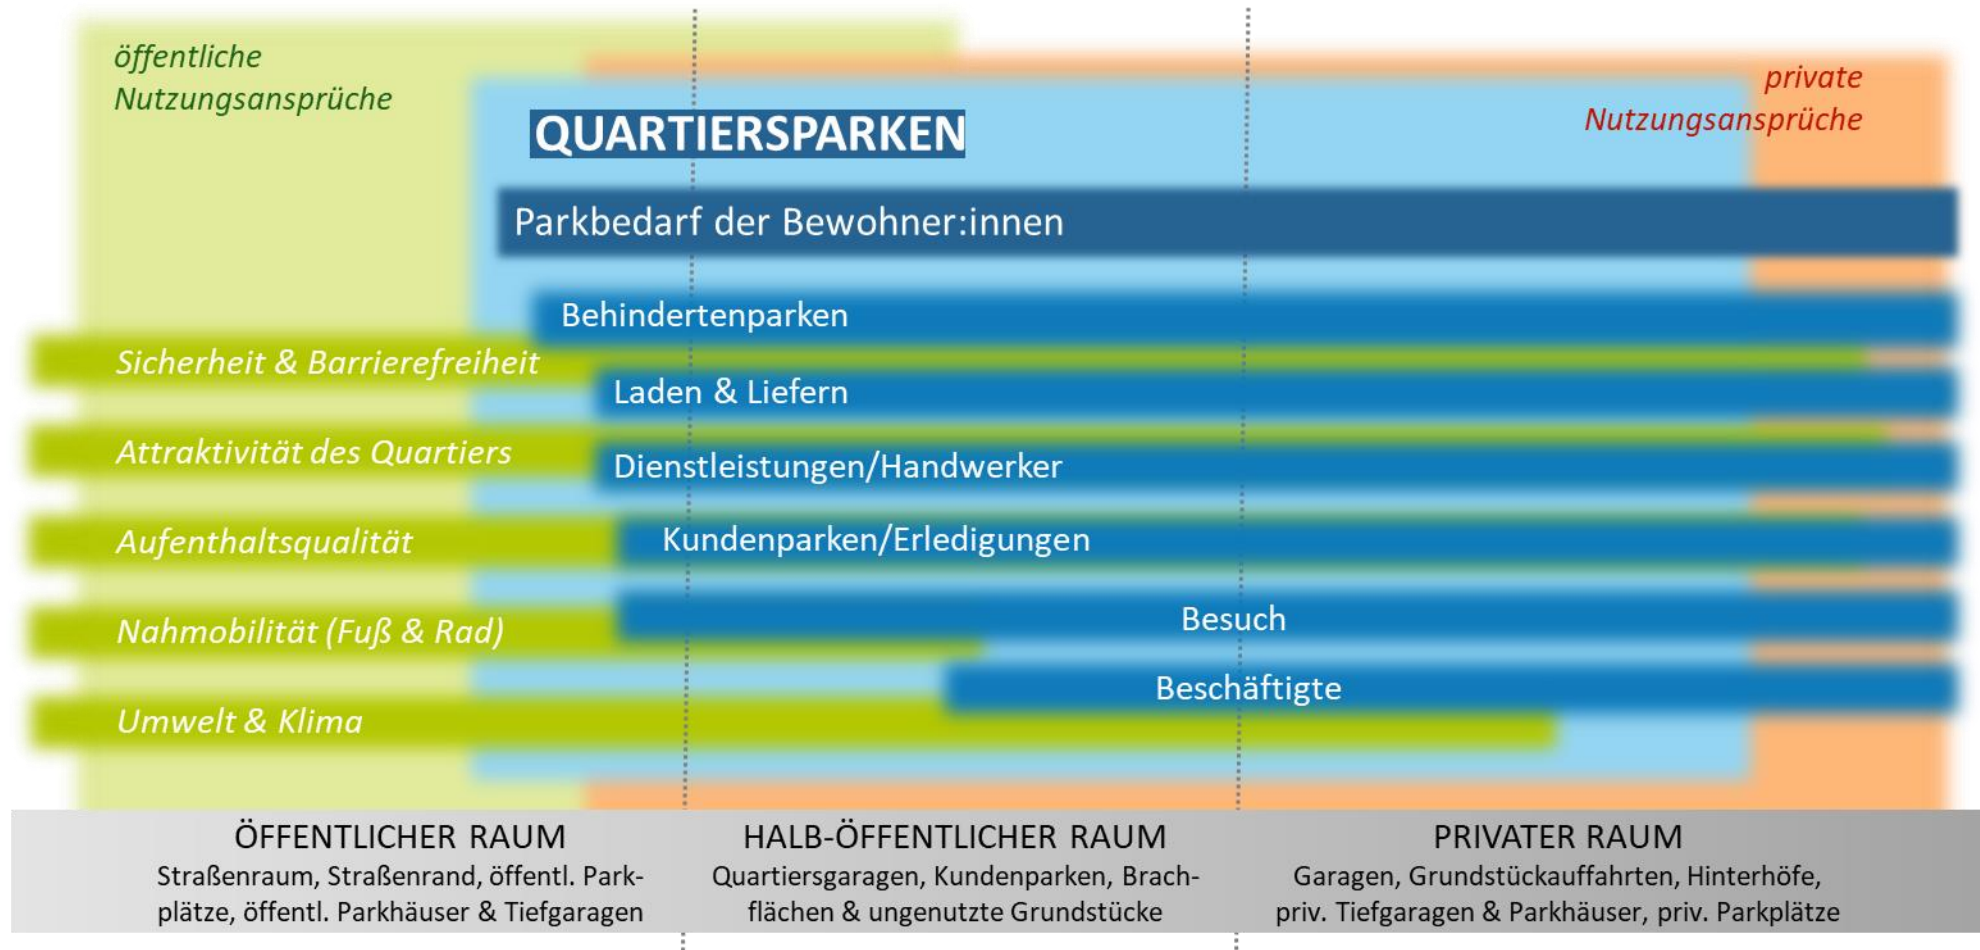 öffentliche
Nutzungsansprüche
private
Nutzungsansprüche
QUARTIERSPARKEN
Parkbedarf der Bewohner:innen
Behindertenparken
Sicherheit & Barrierefreiheit
Laden & Liefern
Attraktivität des Quartiers
Dienstleistungen/Handwerker
Aufenthaltsqualität
Kundenparken/Erledigungen
Nahmobilität (Fuß & Rad)
Besuch
Beschäftigte
Umwelt & Klima
ÖFFENTLICHER RAUM
Straßenraum, Straßenrand, öffentl. Park-
plätze, öffentl. Parkhäuser & Tiefgaragen
HALB-ÖFFENTLICHER RAUM
Quartiersgaragen, Kundenparken, Brach-
flächen & ungenutzte Grundstücke
PRIVATER RAUM
Garagen, Grundstückauffahrten, Hinterhöfe,
priv. Tiefgaragen & Parkhäuser, priv. Parkplätze